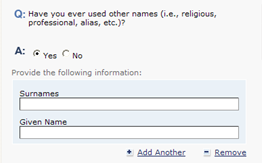 Q: Have you ever used other names (i.e., religious,
professional, alias, etc.)?
A: Yes No
Provide the following information:
Surnames
Given Name
Add Another Remove